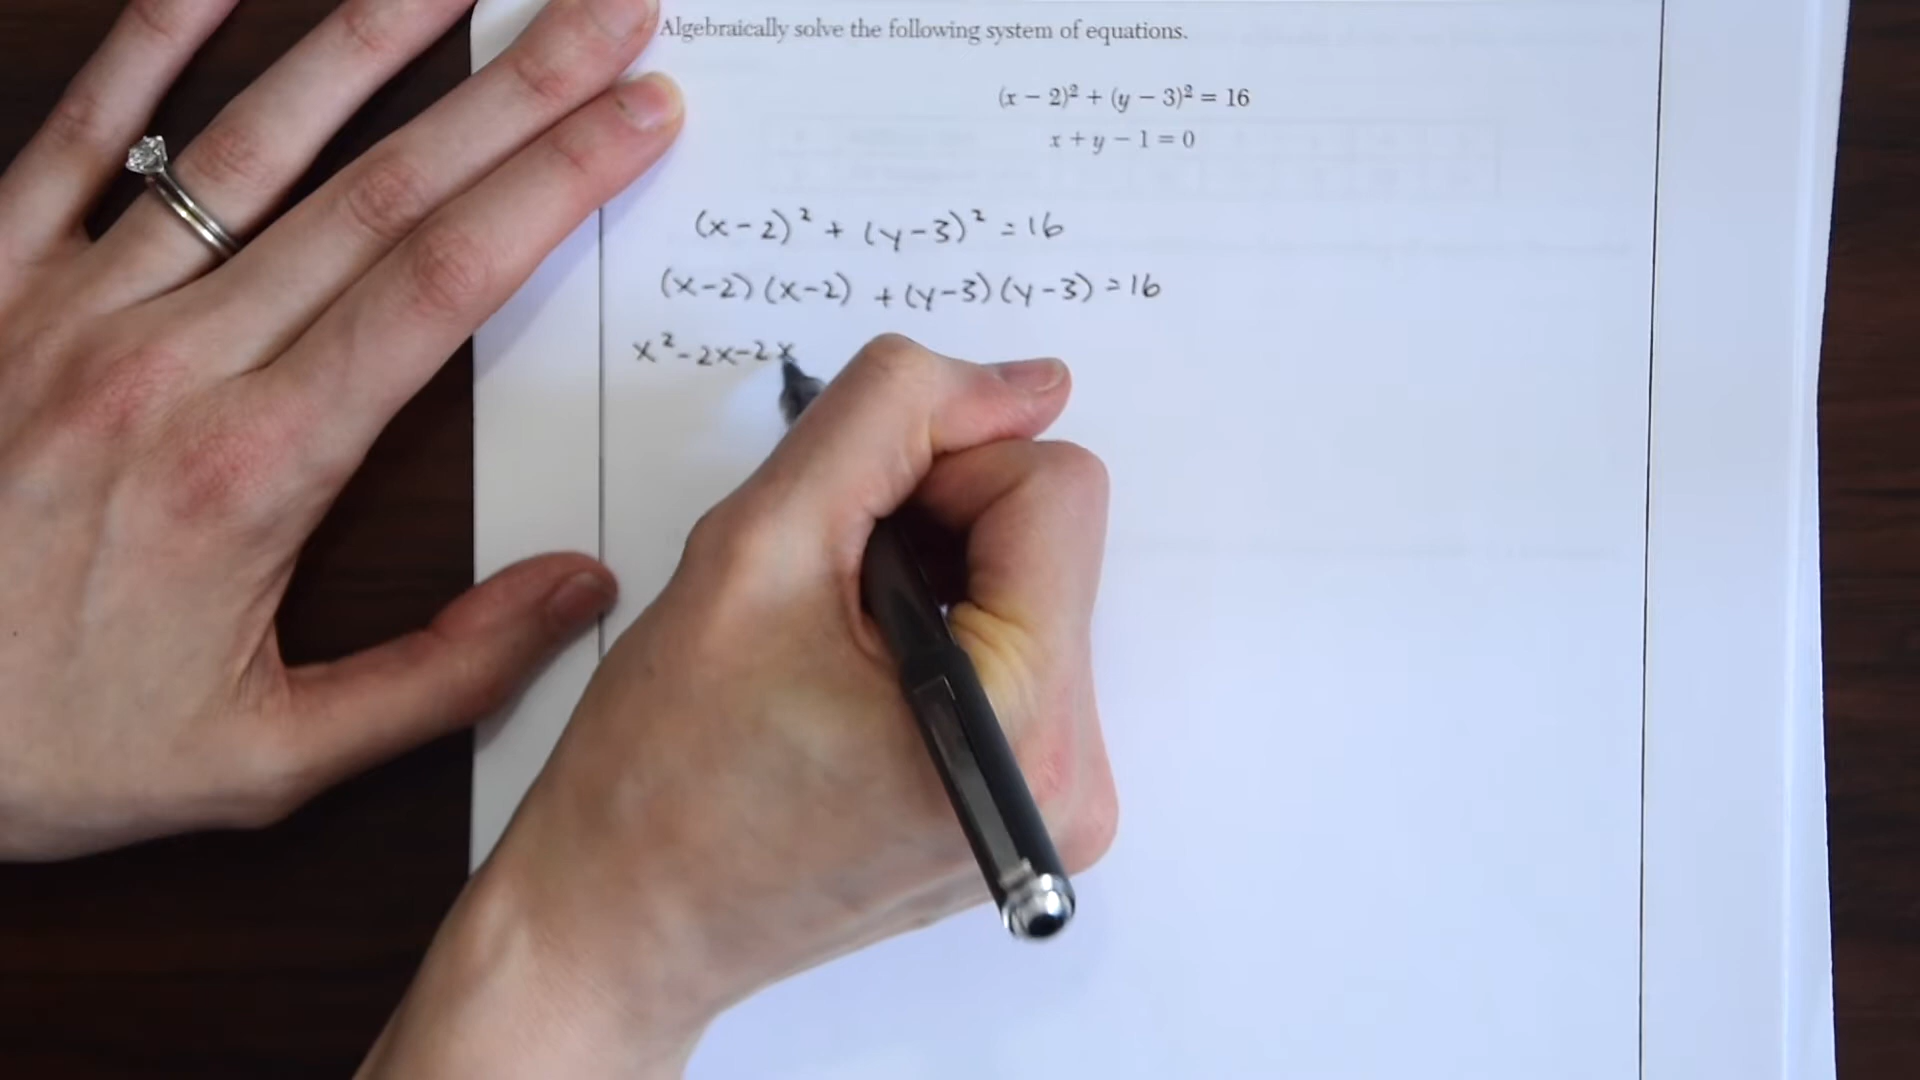 Algebraically solve the following system of equations.
(x − 2)² + (y − 3)² = 16
x + y − 1 = 0
(x-2)² + (y-3)² = 16
(x-2)(x-2) + (y-3)(y-3) = 16
x² - 2x - 2x